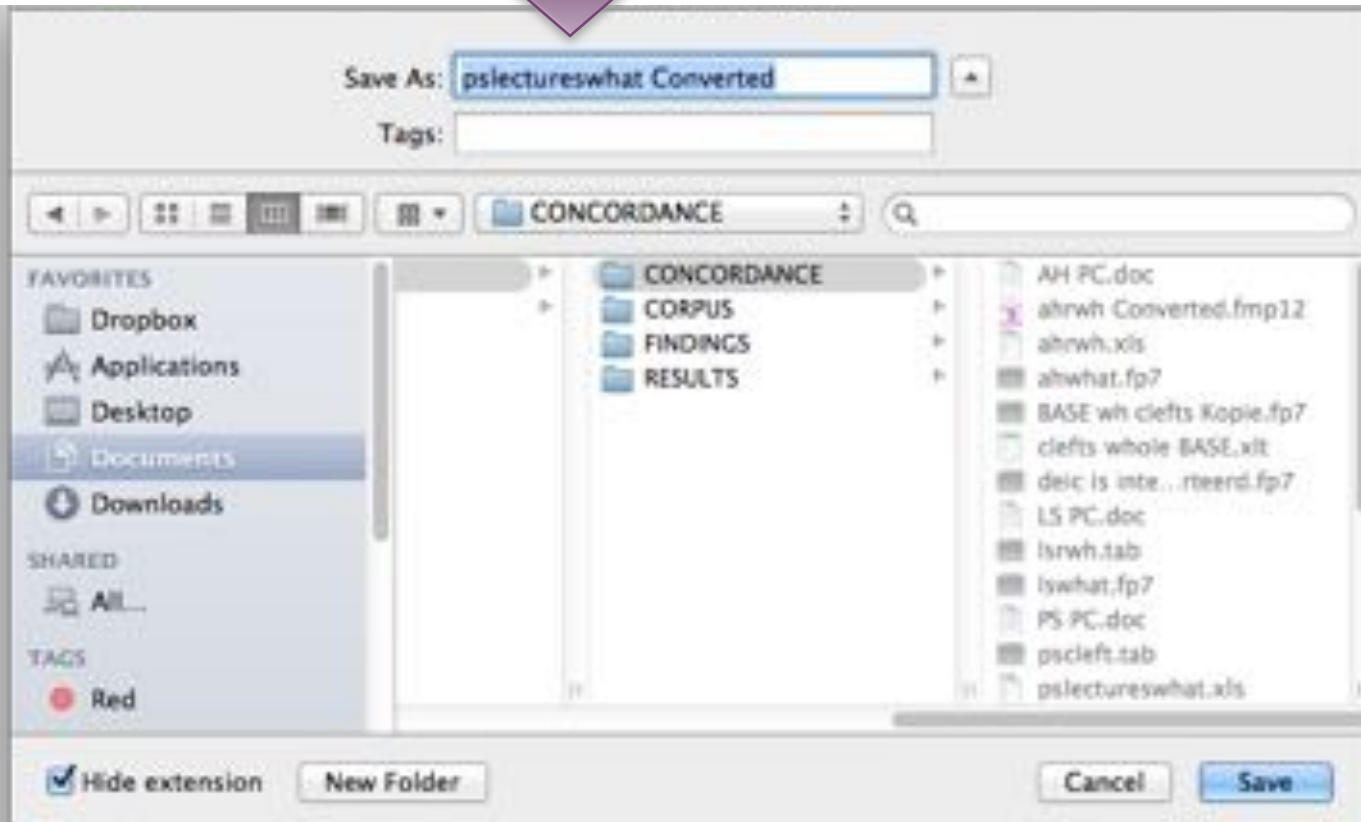 Save As: pslectureswhat Converted
Tags:
CONCORDANCE
FAVORITES
Dropbox
Applications
Desktop
Documents
Downloads
SHARED
All...
TAGS
Red
CONCORDANCE
CORPUS
FINDINGS
RESULTS
AH PC.doc
ahrwh Converted.fmp12
ahrwh.xls
ahwhat.fp7
BASE wh clefts Kopie.fp7
clefts whole BASE.xlt
deic is inte...rteerd.fp7
LS PC.doc
lsrwh.tab
lswhat.fp7
PS PC.doc
pscleft.tab
pslectureswhat.xls
Hide extension New Folder Cancel Save